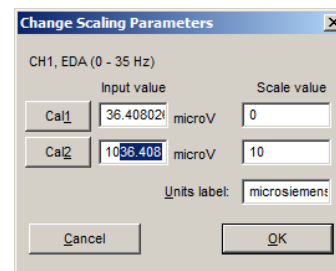 Change Scaling Parameters
CH1, EDA (0 - 35 Hz)
Input value Scale value
Cal1 36.408026 microV 0
Cal2 1036.408 microV 10
Units label: microsiemens
Cancel OK